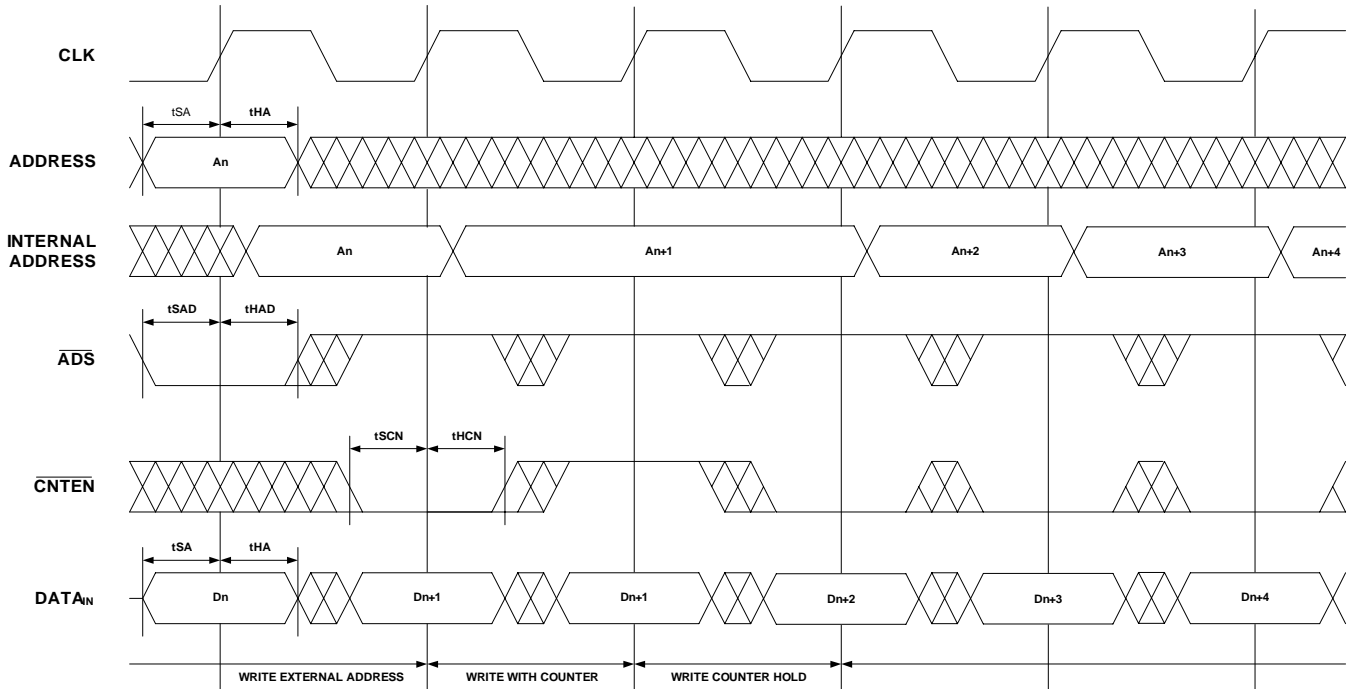 CLK
tSA tHA
ADDRESS An
INTERNAL
ADDRESS
An An+1 An+2 An+3 An+4
tSAD tHAD
ADS
tSCN tHCN
CNTEN
tSA tHA
DATAIN Dn Dn+1 Dn+1 Dn+2 Dn+3 Dn+4
WRITE EXTERNAL ADDRESS WRITE WITH COUNTER WRITE COUNTER HOLD